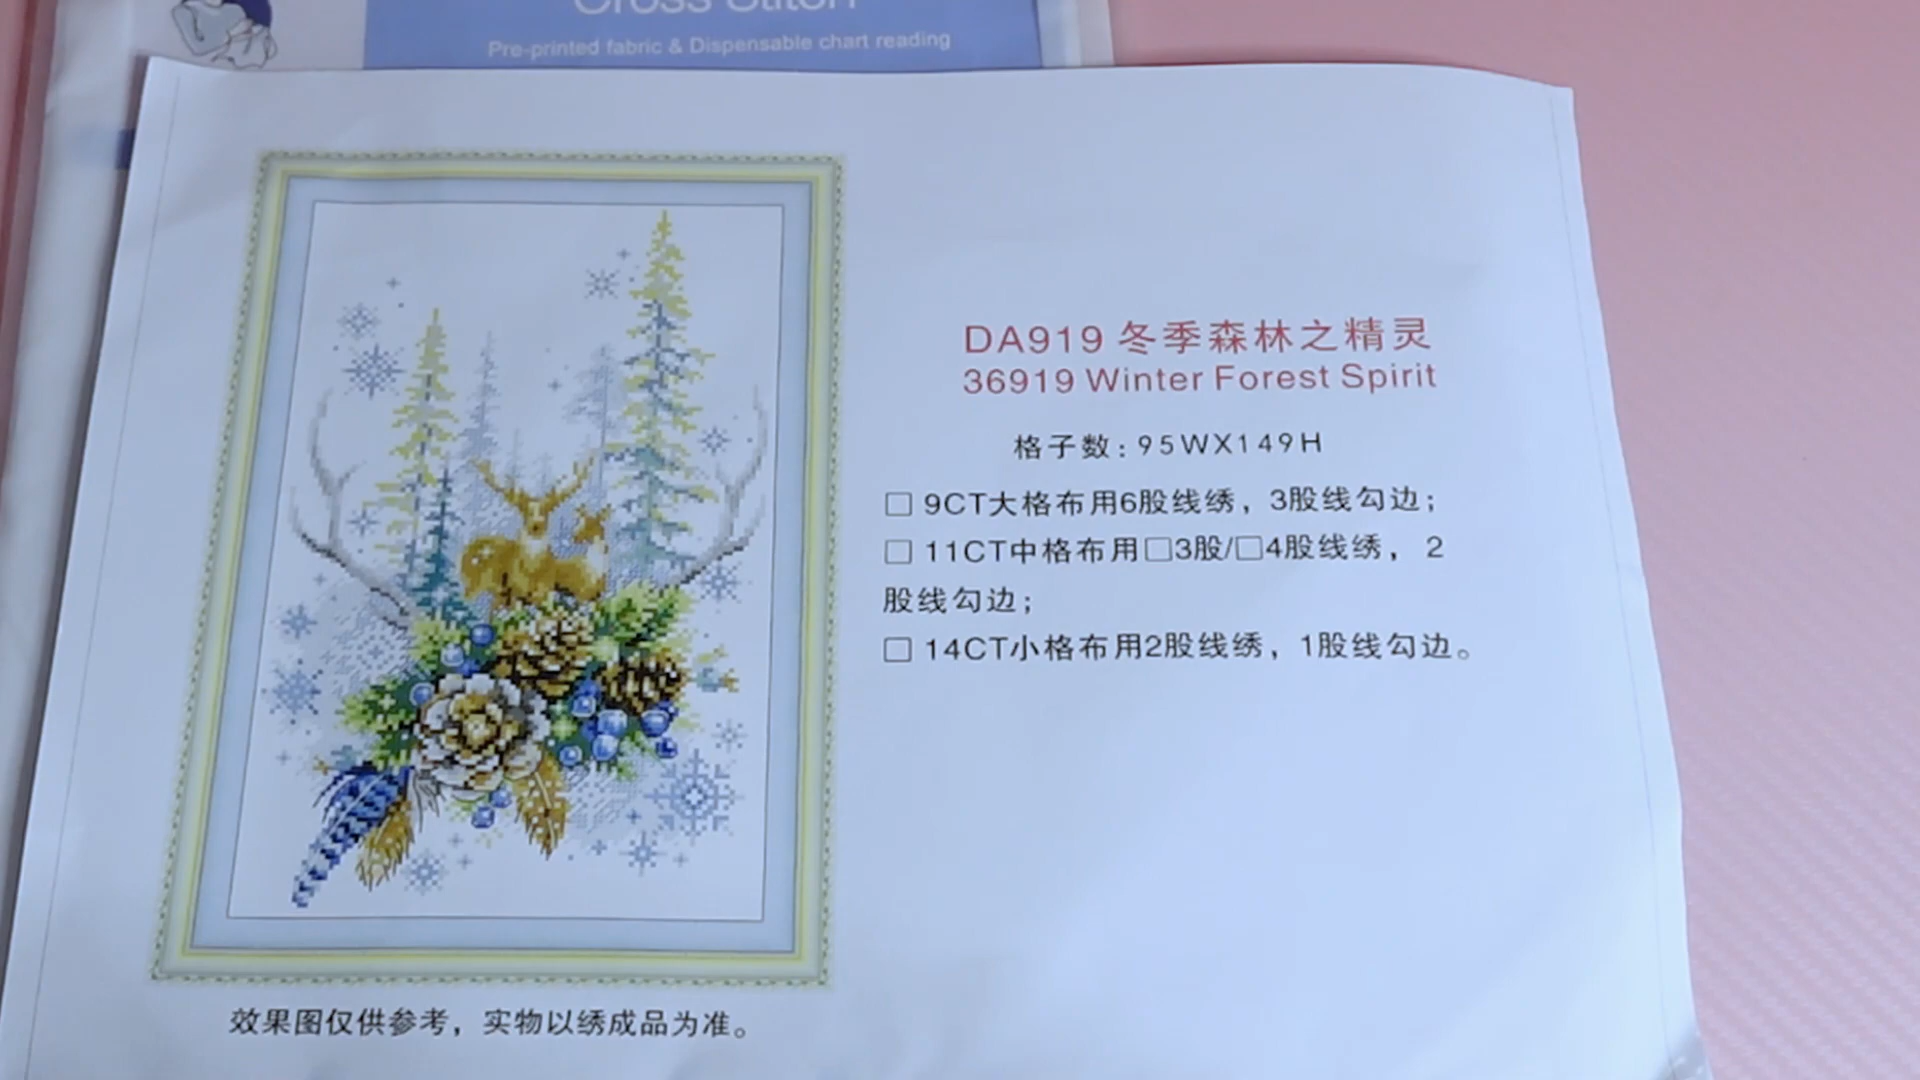 Cross Stitch
Pre-printed fabric & Dispensable chart reading
DA919 冬季森林之精灵
36919 Winter Forest Spirit
格子数:95WX149H
□ 9CT大格布用6股线绣，3股线勾边；
□ 11CT中格布用□3股/□4股线绣，2
股线勾边；
□ 14CT小格布用2股线绣，1股线勾边。
效果图仅供参考，实物以绣成品为准。